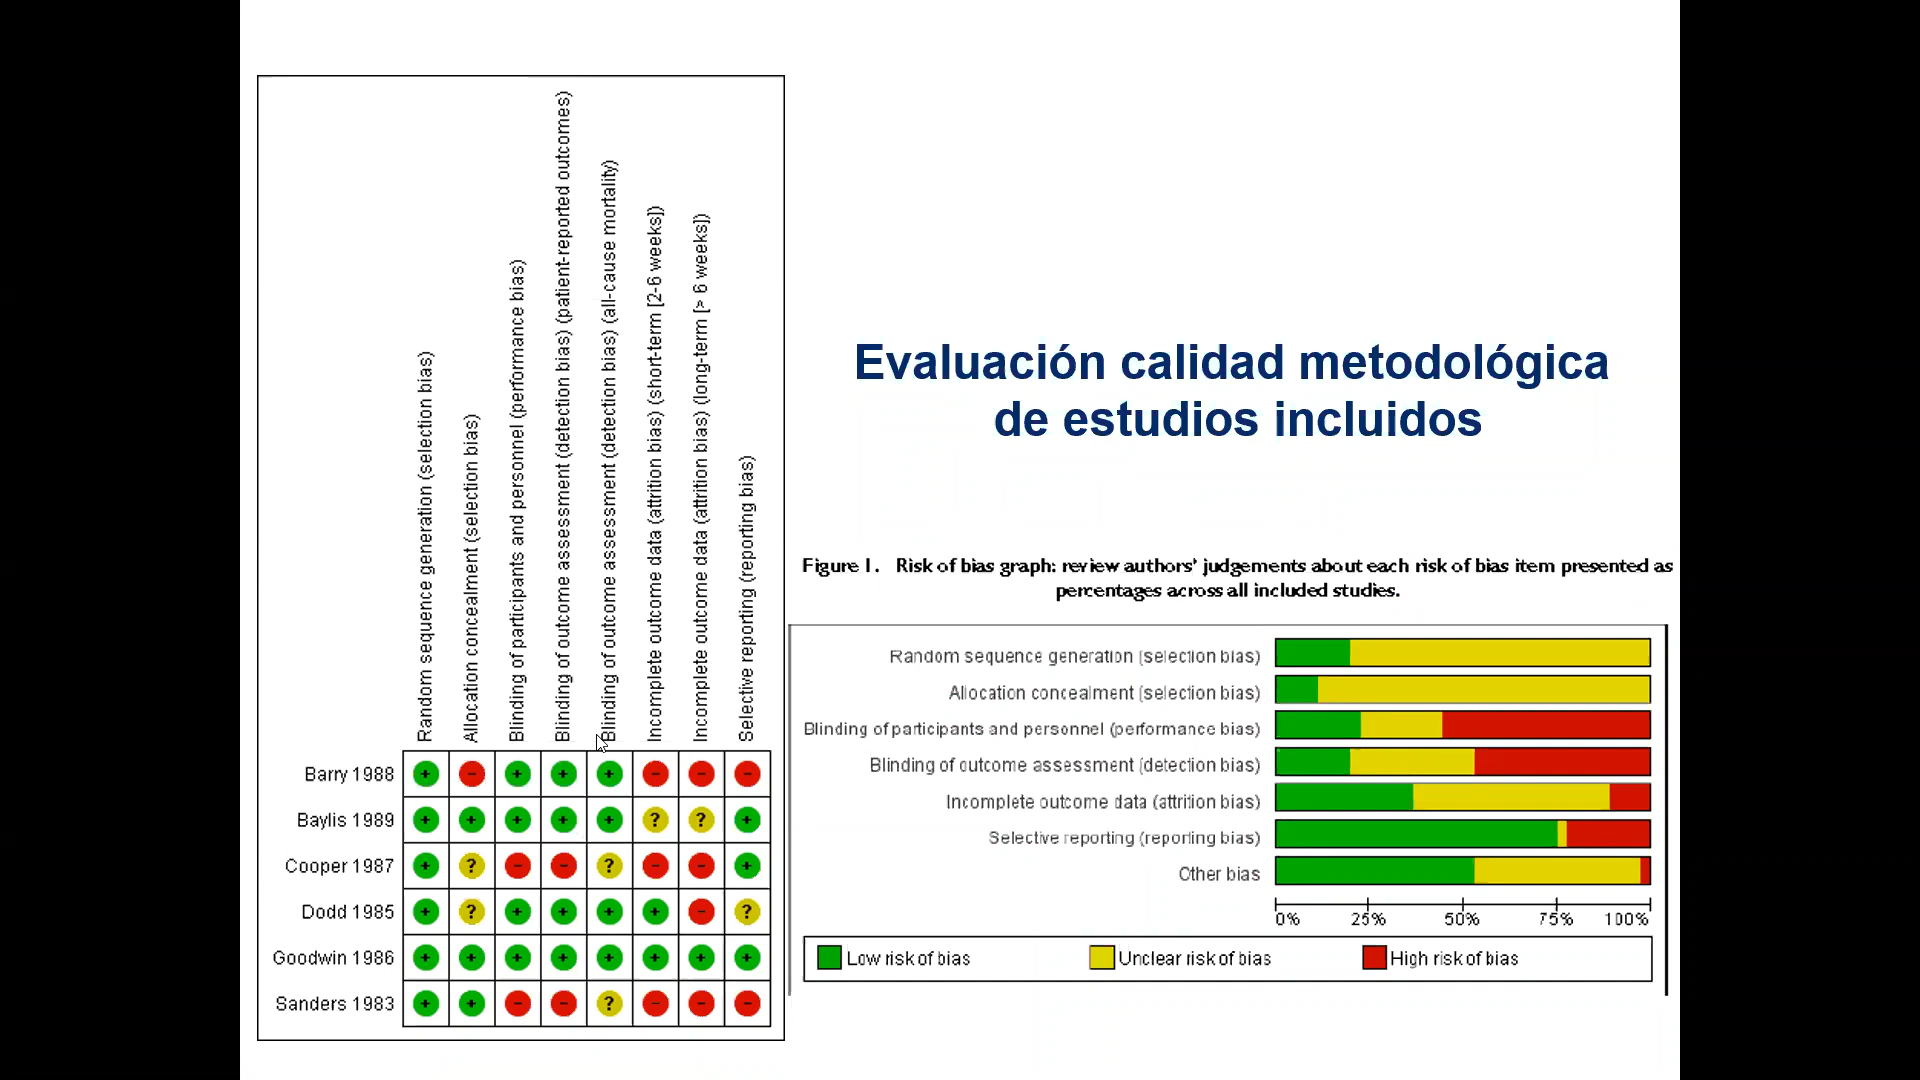 Random sequence generation (selection bias)
Allocation concealment (selection bias)
Blinding of participants and personnel (performance bias)
Blinding of outcome assessment (detection bias) (patient-reported outcomes)
Blinding of outcome assessment (detection bias) (all-cause mortality)
Incomplete outcome data (attrition bias) (short-term [2-6 weeks])
Incomplete outcome data (attrition bias) (long-term [> 6 weeks])
Selective reporting (reporting bias)
Barry 1988 + - + + + - - -
Baylis 1989 + + + + + ? ? +
Cooper 1987 + ? - - ? - - +
Dodd 1985 + ? + + + + - ?
Goodwin 1986 + + + + + + + +
Sanders 1983 + + - - ? - - -
Evaluación calidad metodológica
de estudios incluidos
Figure 1. Risk of bias graph: review authors' judgements about each risk of bias item presented as
percentages across all included studies.
Random sequence generation (selection bias)
Allocation concealment (selection bias)
Blinding of participants and personnel (performance bias)
Blinding of outcome assessment (detection bias)
Incomplete outcome data (attrition bias)
Selective reporting (reporting bias)
Other bias
0% 25% 50% 75% 100%
Low risk of bias Unclear risk of bias High risk of bias